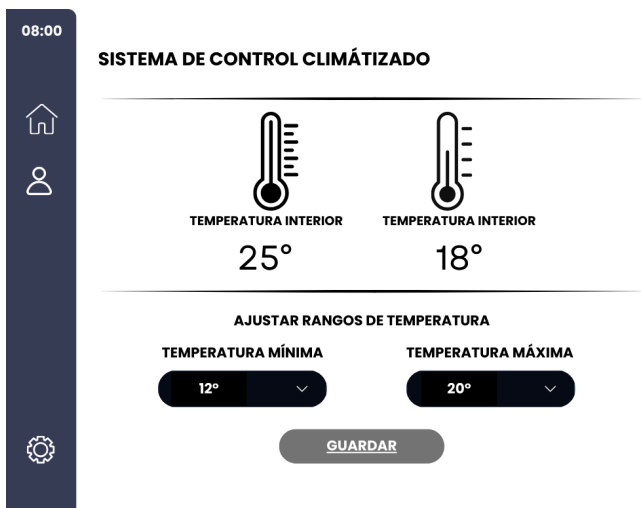 08:00
SISTEMA DE CONTROL CLIMÁTIZADO
TEMPERATURA INTERIOR
TEMPERATURA INTERIOR
25°
18°
AJUSTAR RANGOS DE TEMPERATURA
TEMPERATURA MÍNIMA
TEMPERATURA MÁXIMA
12°
20°
GUARDAR